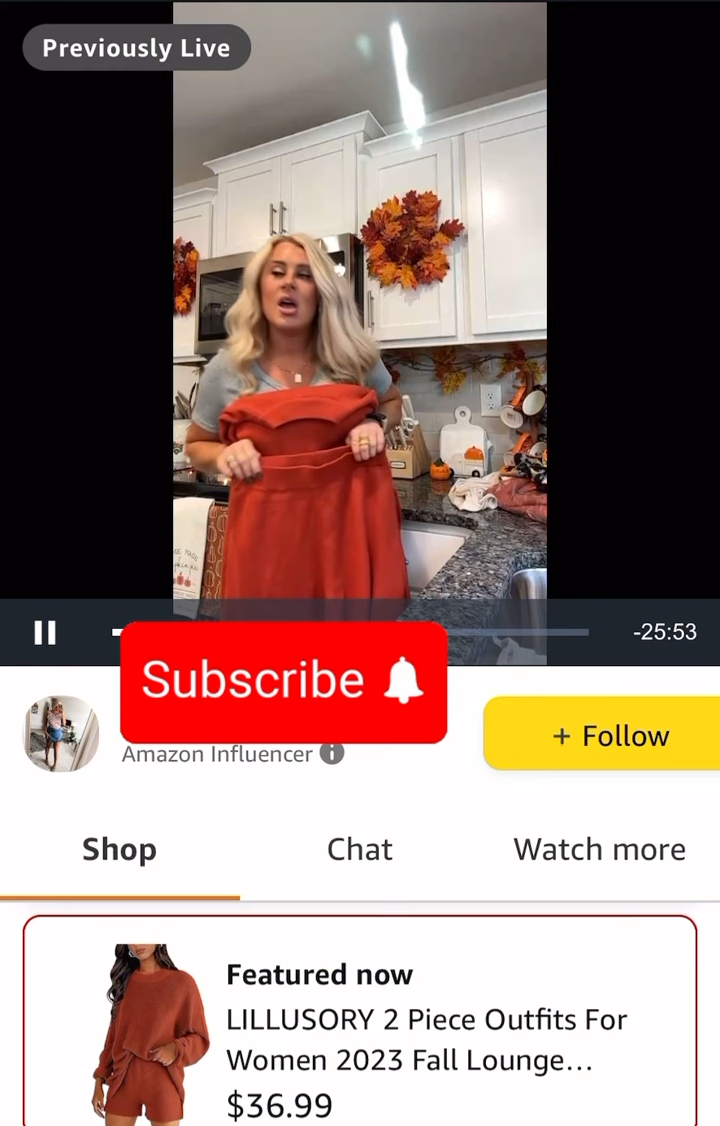 Previously Live
-25:53
Subscribe
Amazon Influencer
+ Follow
Shop
Chat
Watch more
Featured now
LILLUSORY 2 Piece Outfits For
Women 2023 Fall Lounge...
$36.99